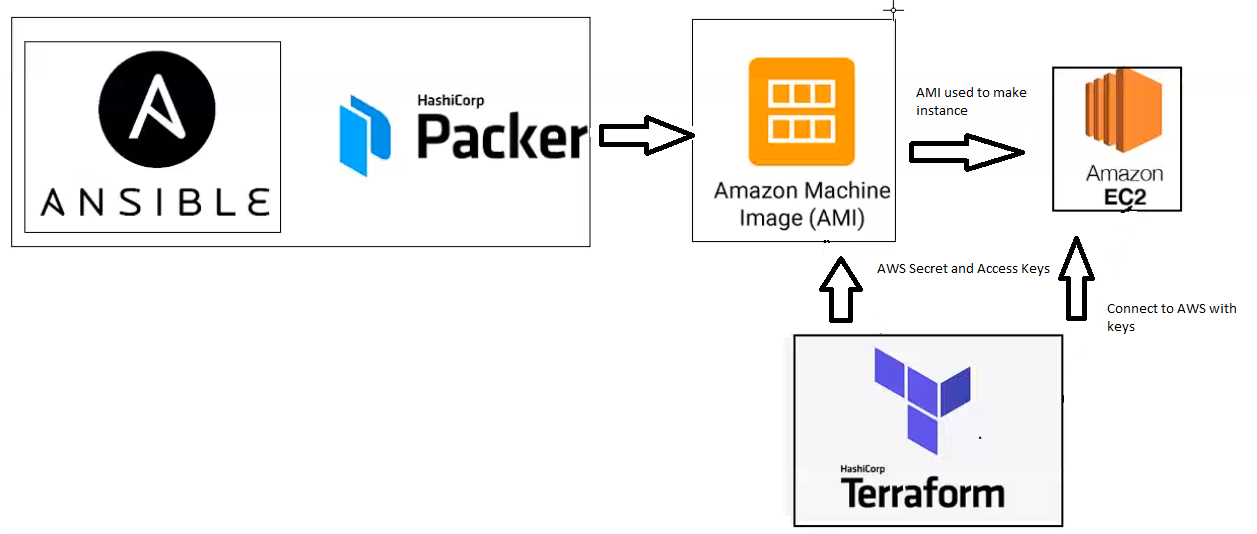 ANSIBLE
HashiCorp
Packer
Amazon Machine
Image (AMI)
AMI used to make
instance
Amazon
EC2
AWS Secret and Access Keys
Connect to AWS with
keys
HashiCorp
Terraform